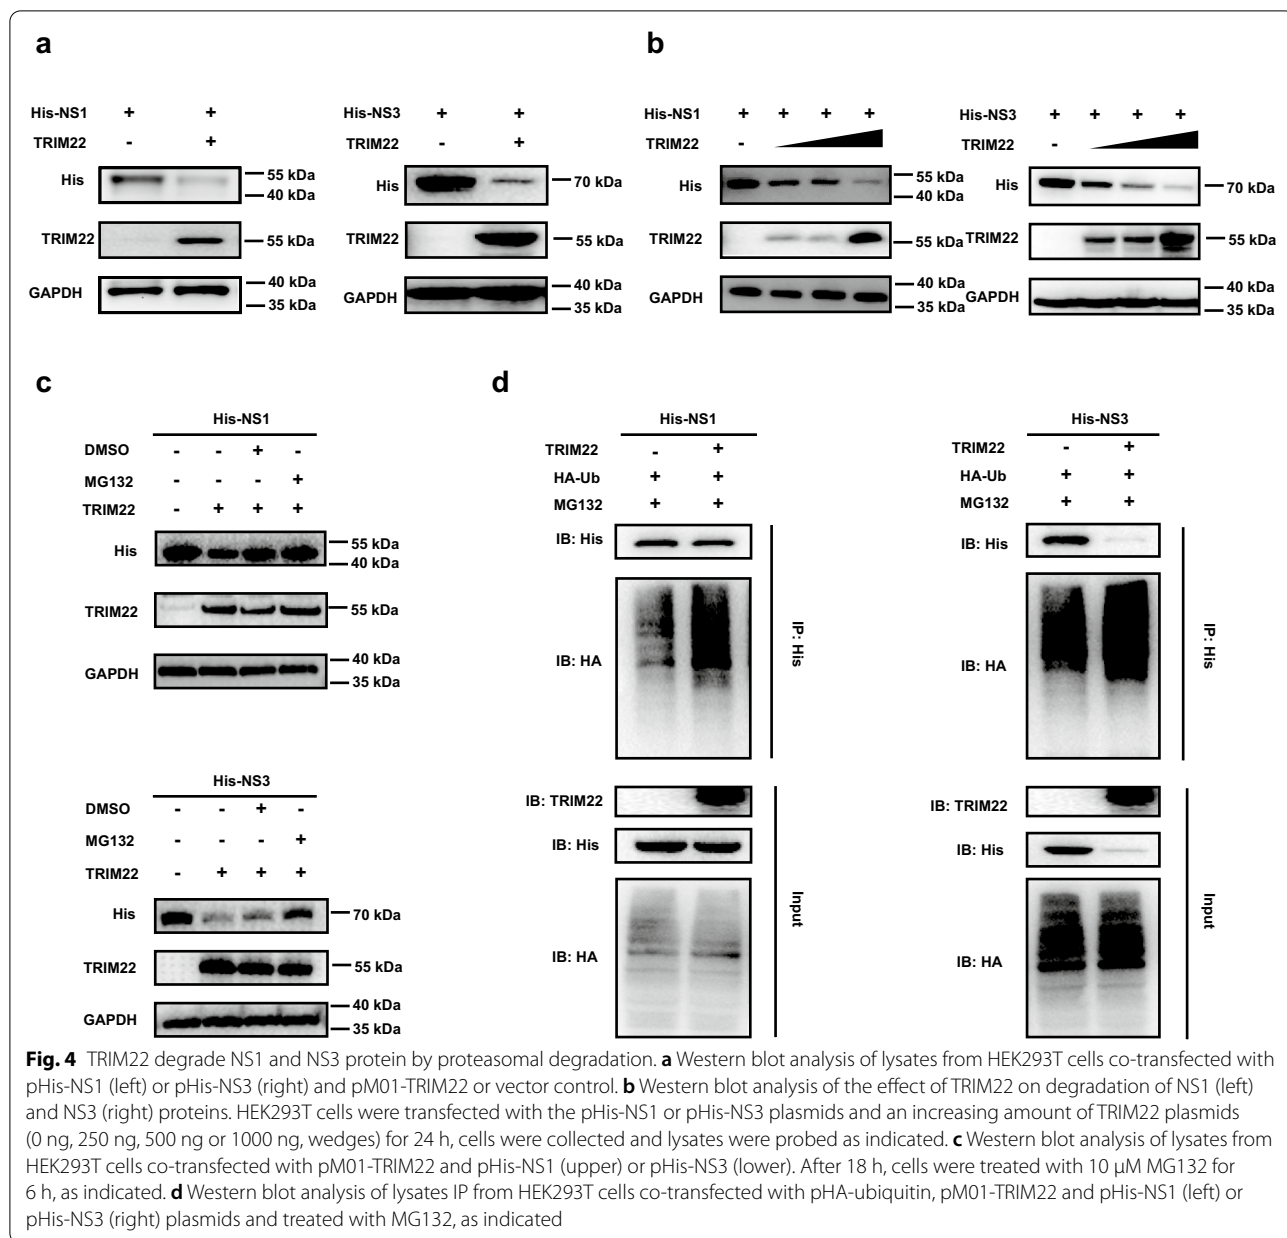 a
His-NS1 + +
TRIM22 - +
His 55 kDa 40 kDa
TRIM22 55 kDa
GAPDH 40 kDa 35 kDa
His-NS3 + +
TRIM22 - +
His 70 kDa
TRIM22 55 kDa
GAPDH 40 kDa 35 kDa
b
His-NS1 + + + +
TRIM22 -
His 55 kDa 40 kDa
TRIM22 55 kDa
GAPDH 40 kDa 35 kDa
His-NS3 + + + +
TRIM22 -
His 70 kDa
TRIM22 55 kDa
GAPDH 40 kDa 35 kDa
c
His-NS1
DMSO - - + -
MG132 - - - +
TRIM22 - + + +
His 55 kDa 40 kDa
TRIM22 55 kDa
GAPDH 40 kDa 35 kDa
His-NS3
DMSO - - + -
MG132 - - - +
TRIM22 - + + +
His 70 kDa
TRIM22 55 kDa
GAPDH 40 kDa 35 kDa
d
His-NS1
TRIM22 - +
HA-Ub + +
MG132 + +
IB: His
IB: HA
IP: His
IB: TRIM22
IB: His
IB: HA
Input
His-NS3
TRIM22 - +
HA-Ub + +
MG132 + +
IB: His
IB: HA
IP: His
IB: TRIM22
IB: His
IB: HA
Input
Fig. 4 TRIM22 degrade NS1 and NS3 protein by proteasomal degradation. a Western blot analysis of lysates from HEK293T cells co-transfected with
pHis-NS1 (left) or pHis-NS3 (right) and pM01-TRIM22 or vector control. b Western blot analysis of the effect of TRIM22 on degradation of NS1 (left)
and NS3 (right) proteins. HEK293T cells were transfected with the pHis-NS1 or pHis-NS3 plasmids and an increasing amount of TRIM22 plasmids
(0 ng, 250 ng, 500 ng or 1000 ng, wedges) for 24 h, cells were collected and lysates were probed as indicated. c Western blot analysis of lysates from
HEK293T cells co-transfected with pM01-TRIM22 and pHis-NS1 (upper) or pHis-NS3 (lower). After 18 h, cells were treated with 10 μM MG132 for
6 h, as indicated. d Western blot analysis of lysates IP from HEK293T cells co-transfected with pHA-ubiquitin, pM01-TRIM22 and pHis-NS1 (left) or
pHis-NS3 (right) plasmids and treated with MG132, as indicated